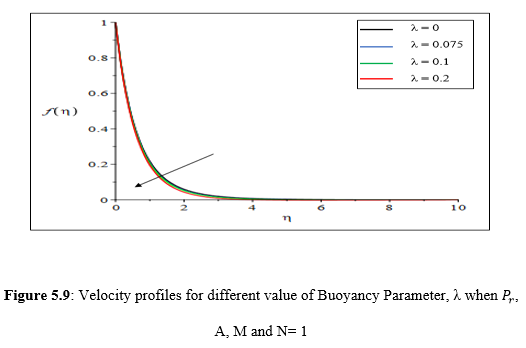 1
0.8
0.6
f(η)
0.4
0.2
0
0 2 4 6 8 10
η
λ = 0
λ = 0.075
λ = 0.1
λ = 0.2
Figure 5.9: Velocity profiles for different value of Buoyancy Parameter, λ when Pr,
A, M and N= 1